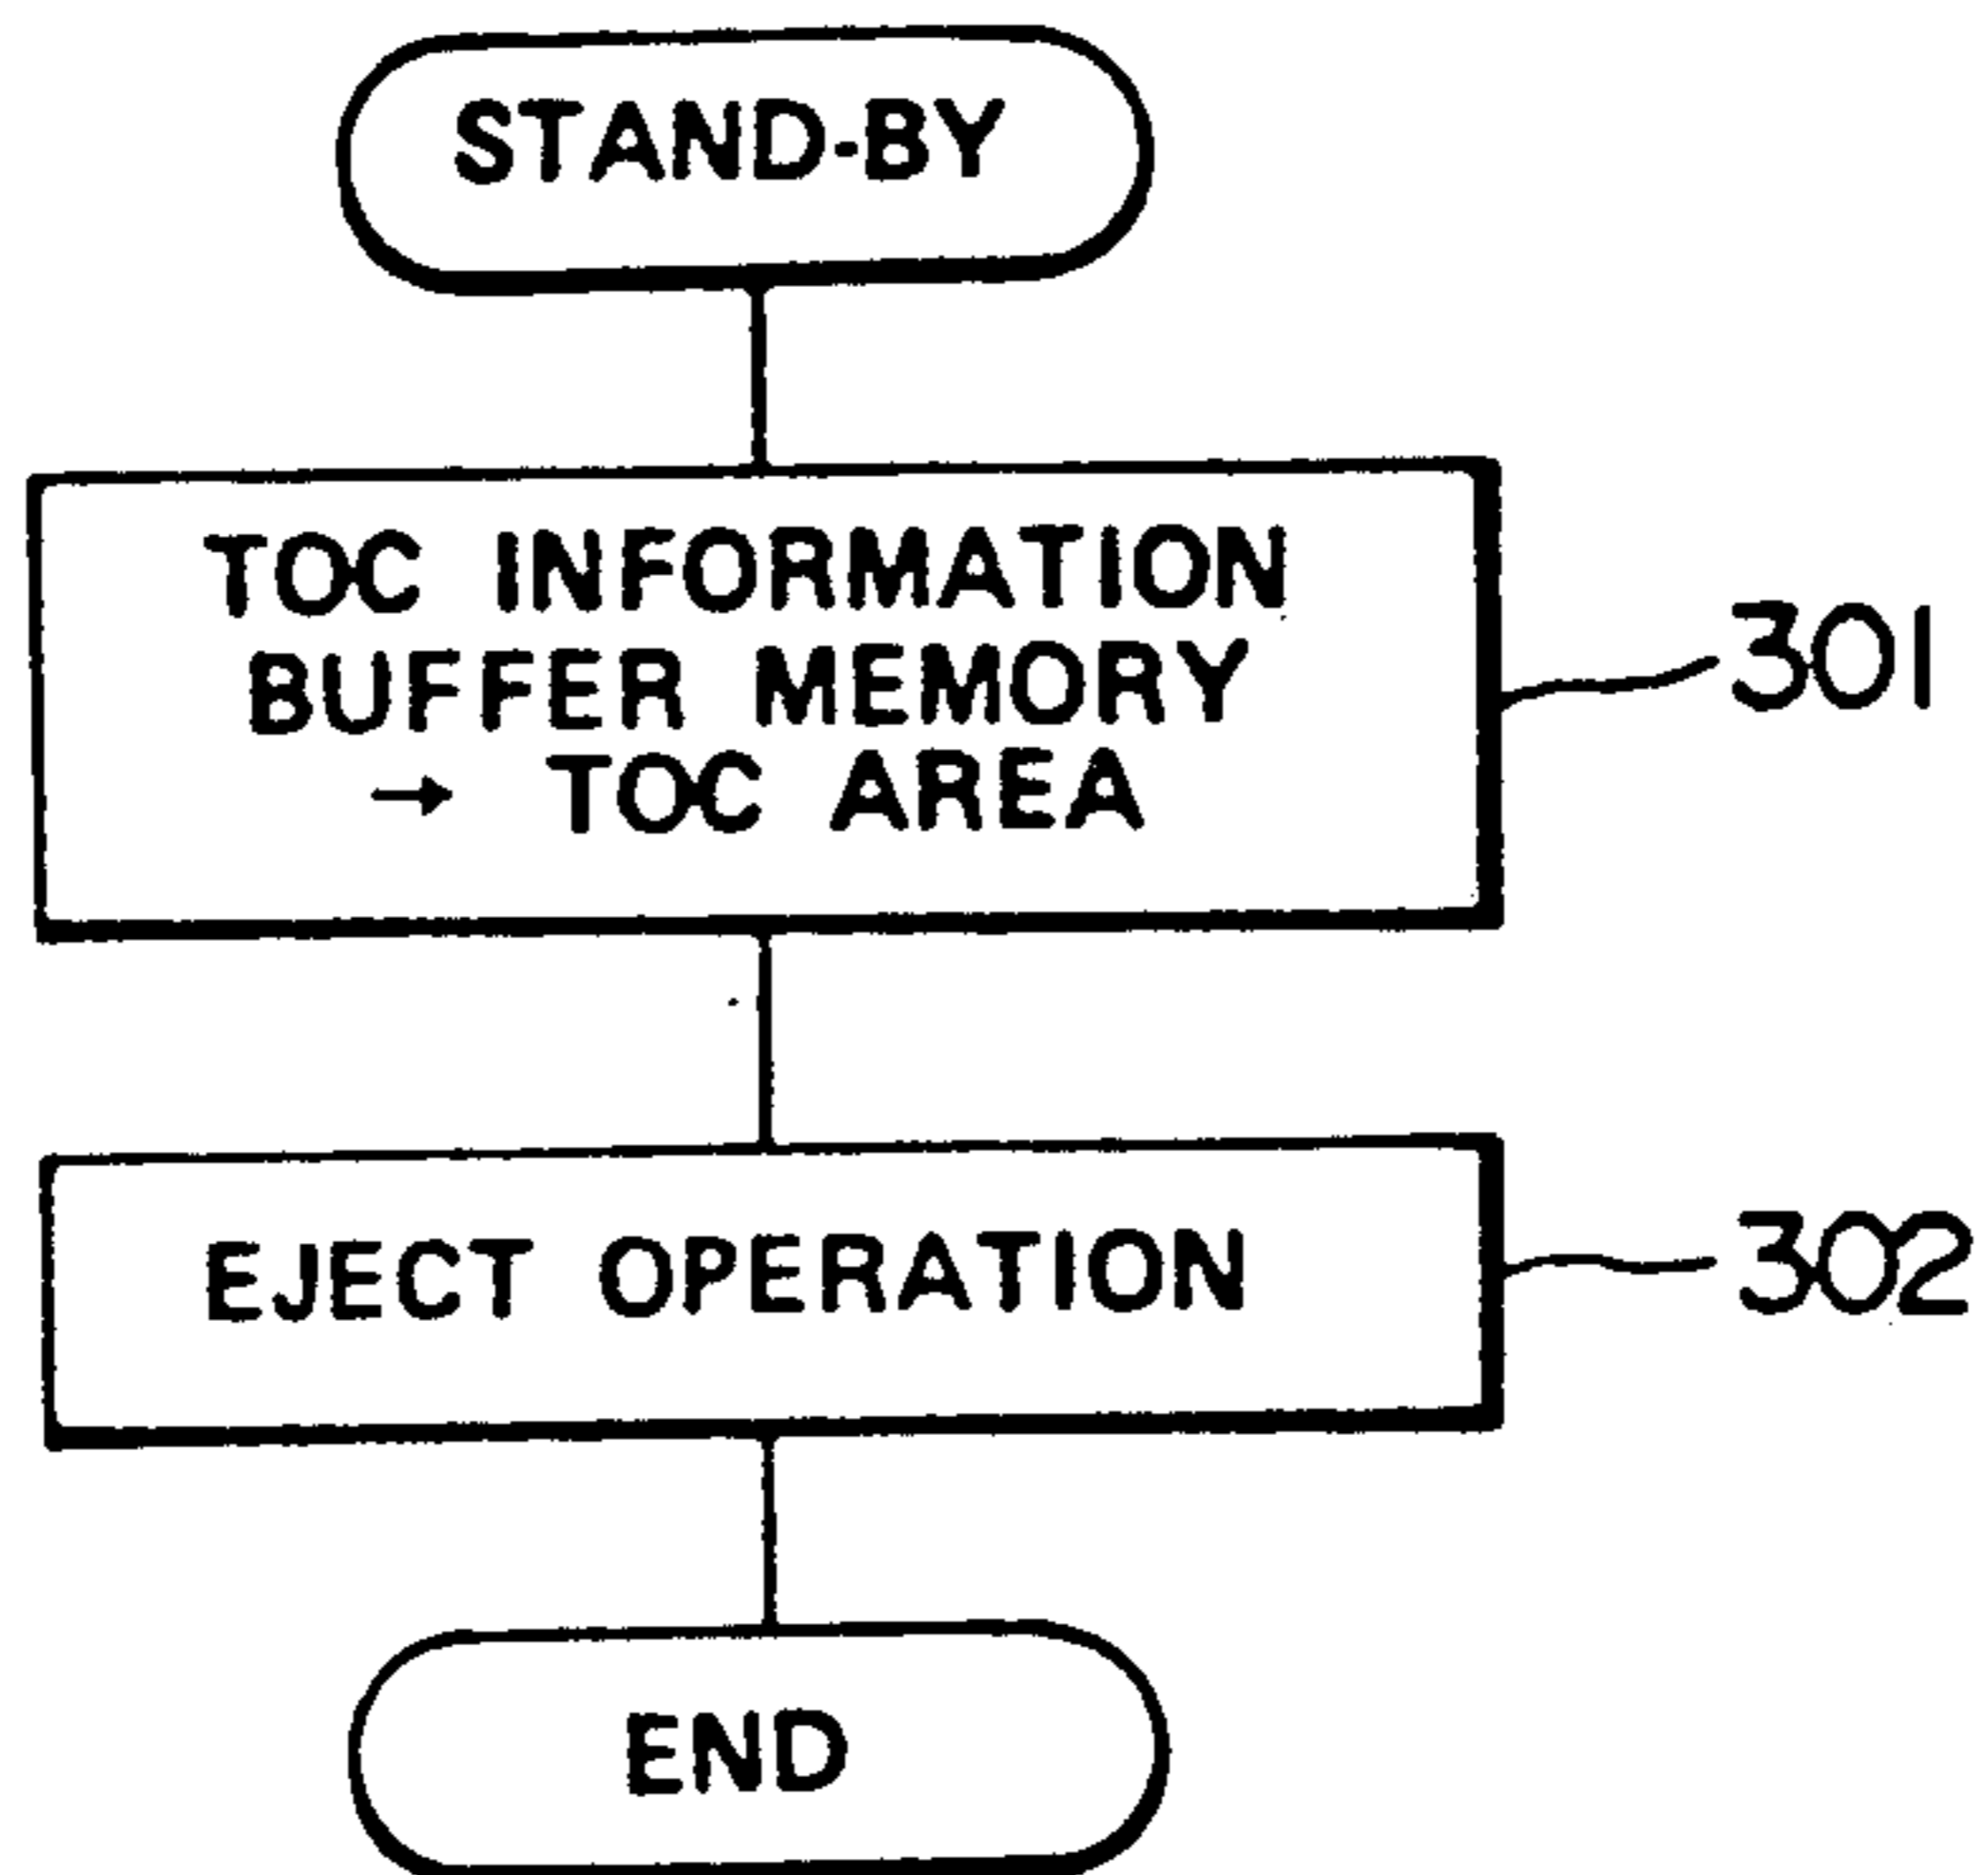 STAND-BY
TOC INFORMATION
BUFFER MEMORY
→ TOC AREA
301
EJECT OPERATION
302
END